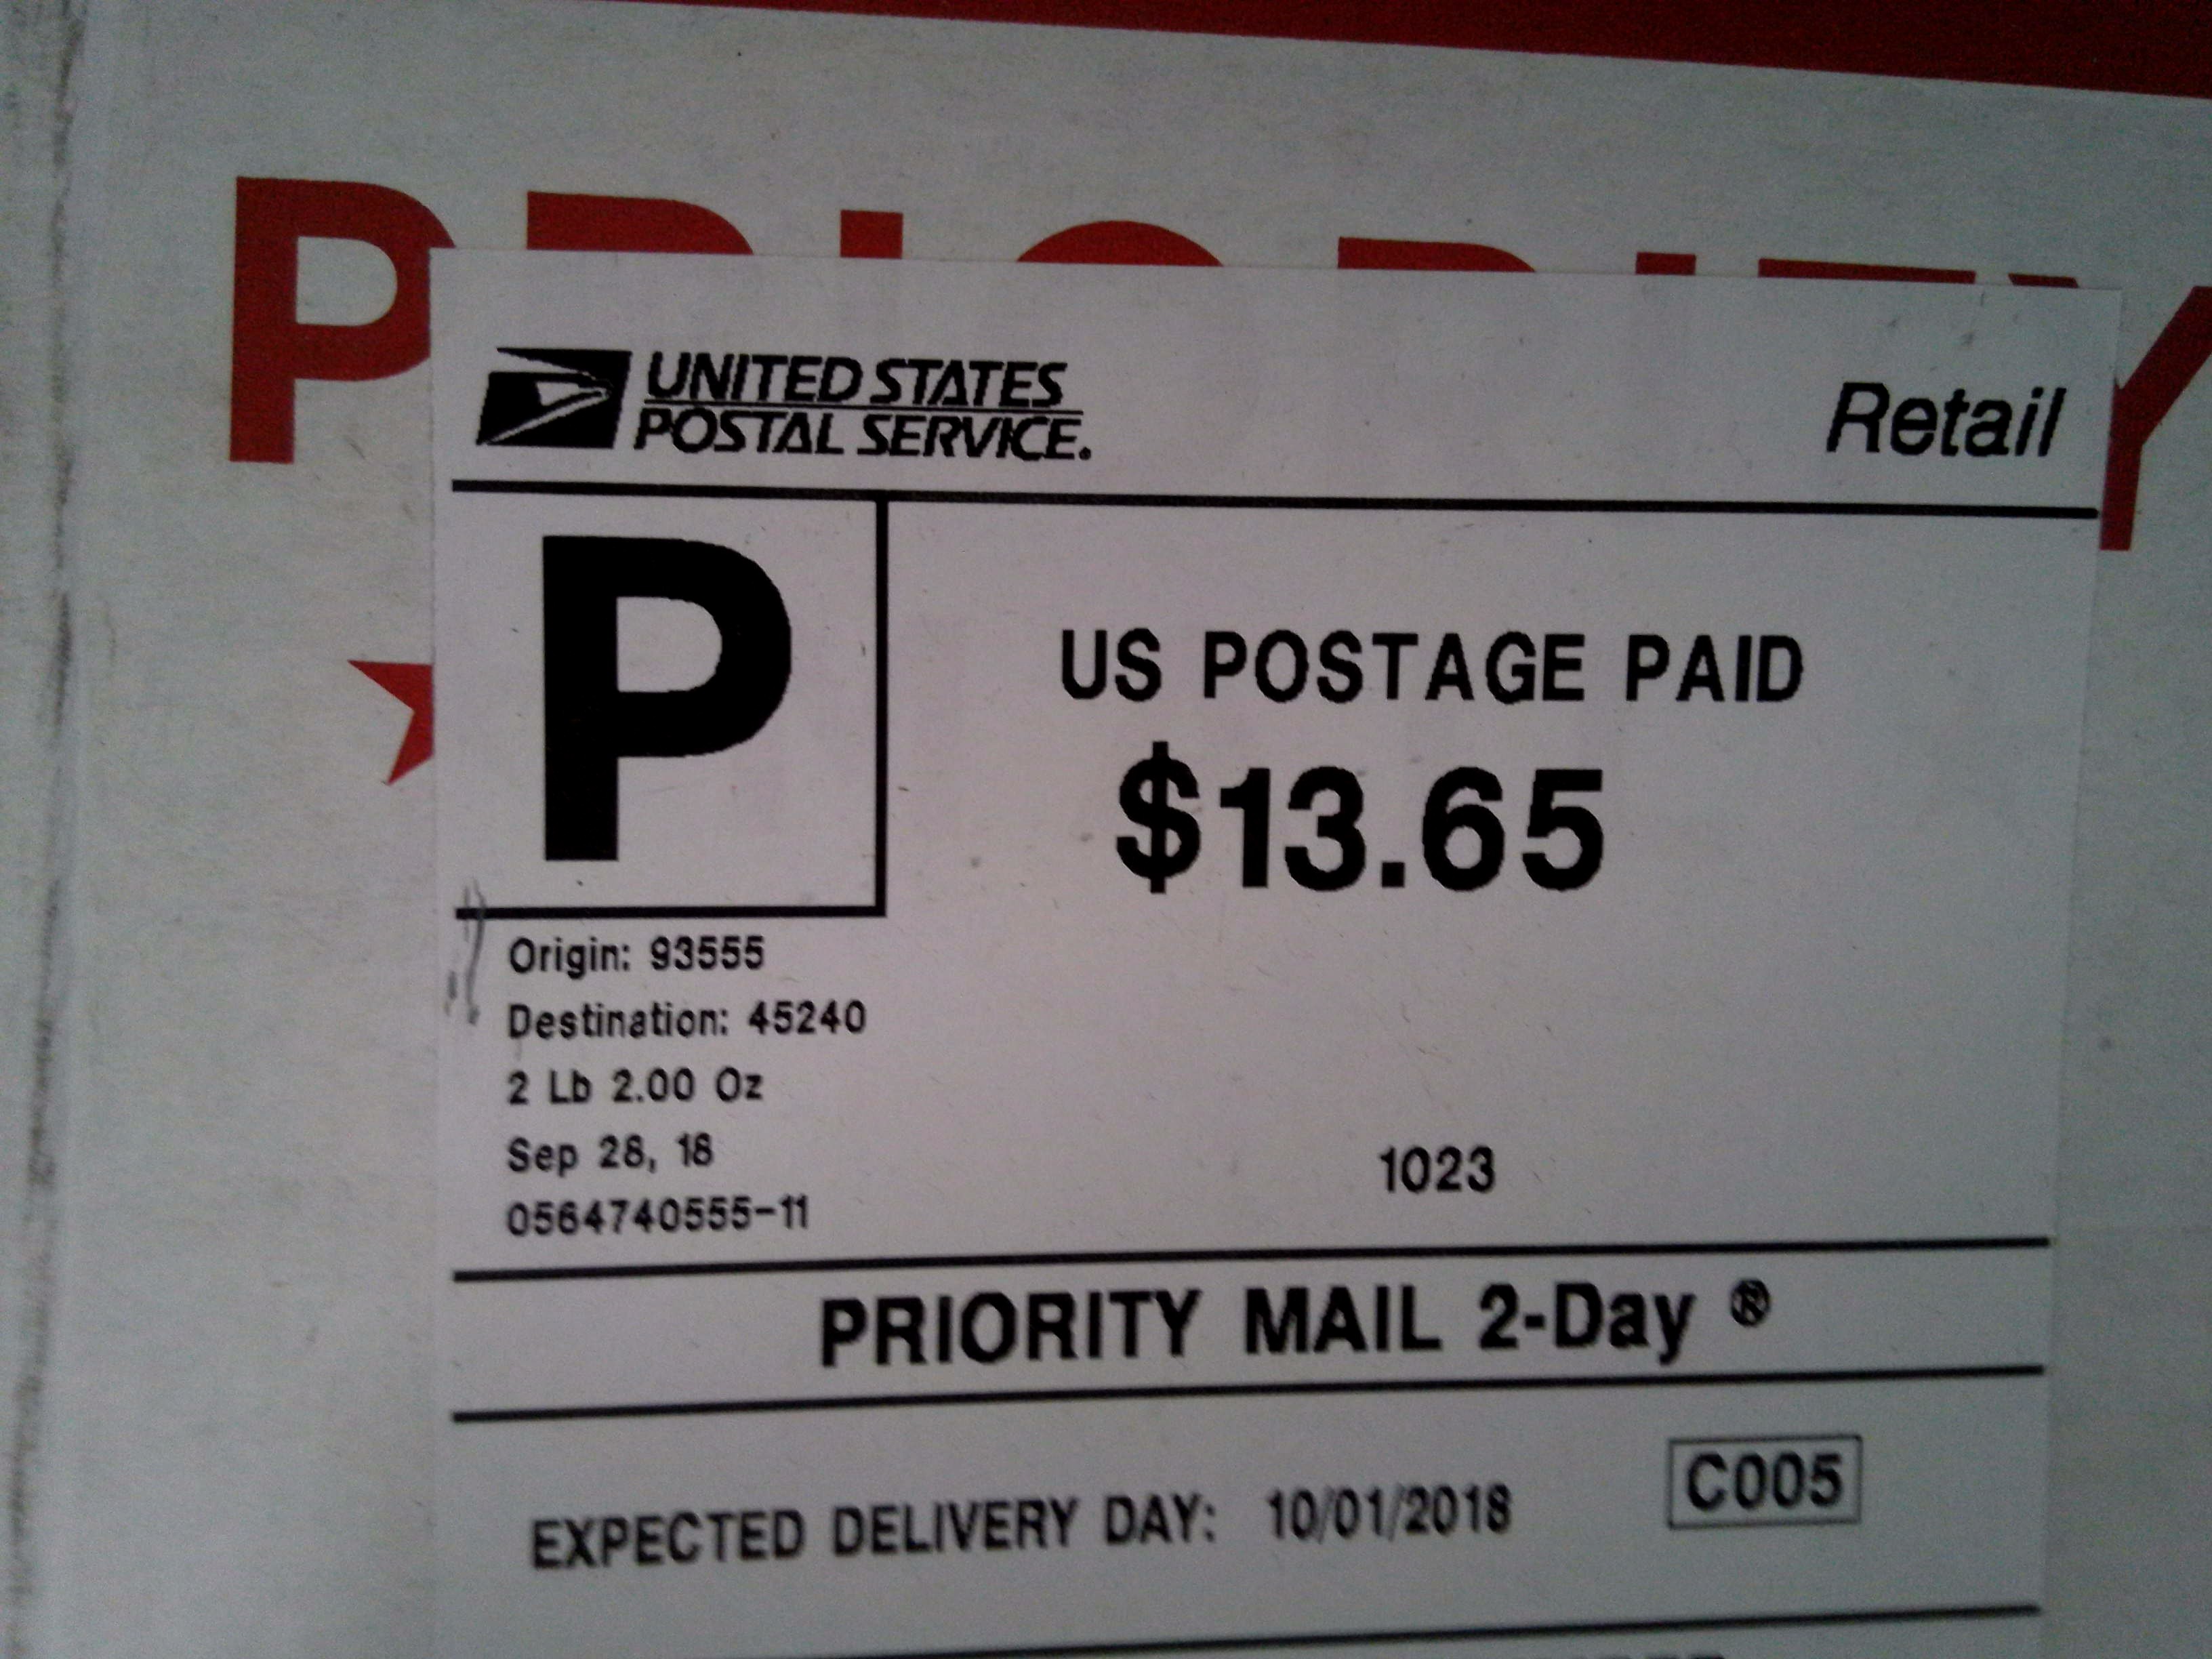 PRIORITY
UNITED STATES
POSTAL SERVICE.
Retail
P
US POSTAGE PAID
$13.65
Origin: 93555
Destination: 45240
2 Lb 2.00 Oz
Sep 28, 18
0564740555-11
1023
PRIORITY MAIL 2-Day ®
EXPECTED DELIVERY DAY: 10/01/2018
C005